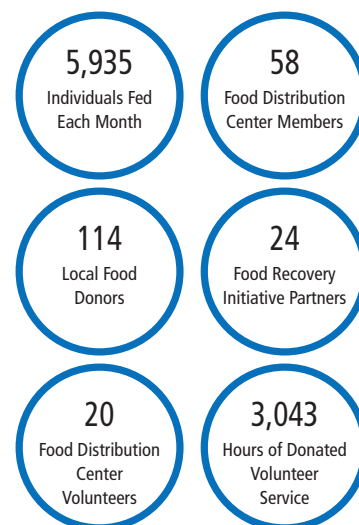 5,935
Individuals Fed
Each Month
58
Food Distribution
Center Members
114
Local Food
Donors
24
Food Recovery
Initiative Partners
20
Food Distribution
Center
Volunteers
3,043
Hours of Donated
Volunteer
Service